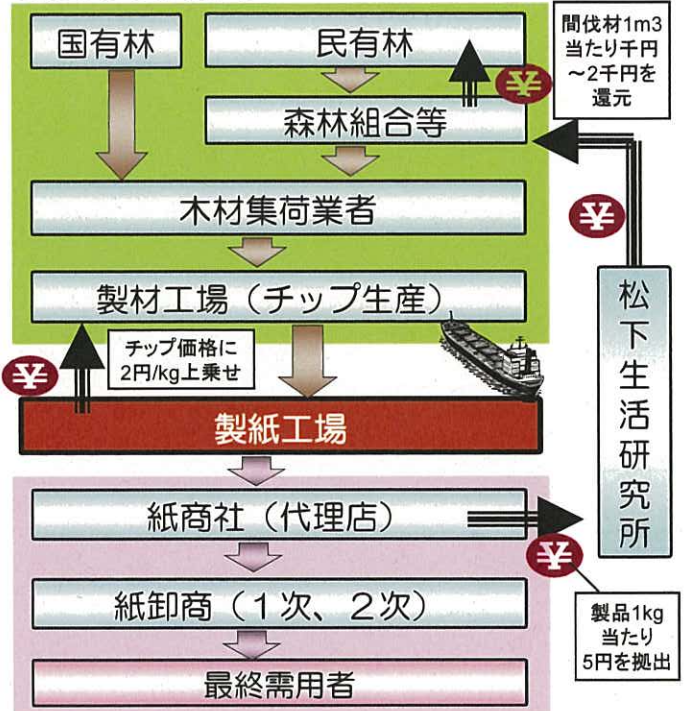 国有林
民有林
間伐材1m3
当たり千円
～2千円を
還元
¥
森林組合等
¥
木材集荷業者
製材工場（チップ生産）
松下生活研究所
チップ価格に
2円/kg上乗せ
¥
製紙工場
紙商社（代理店）
¥
紙卸商（１次、２次）
製品1kg
当たり
5円を拠出
最終需用者